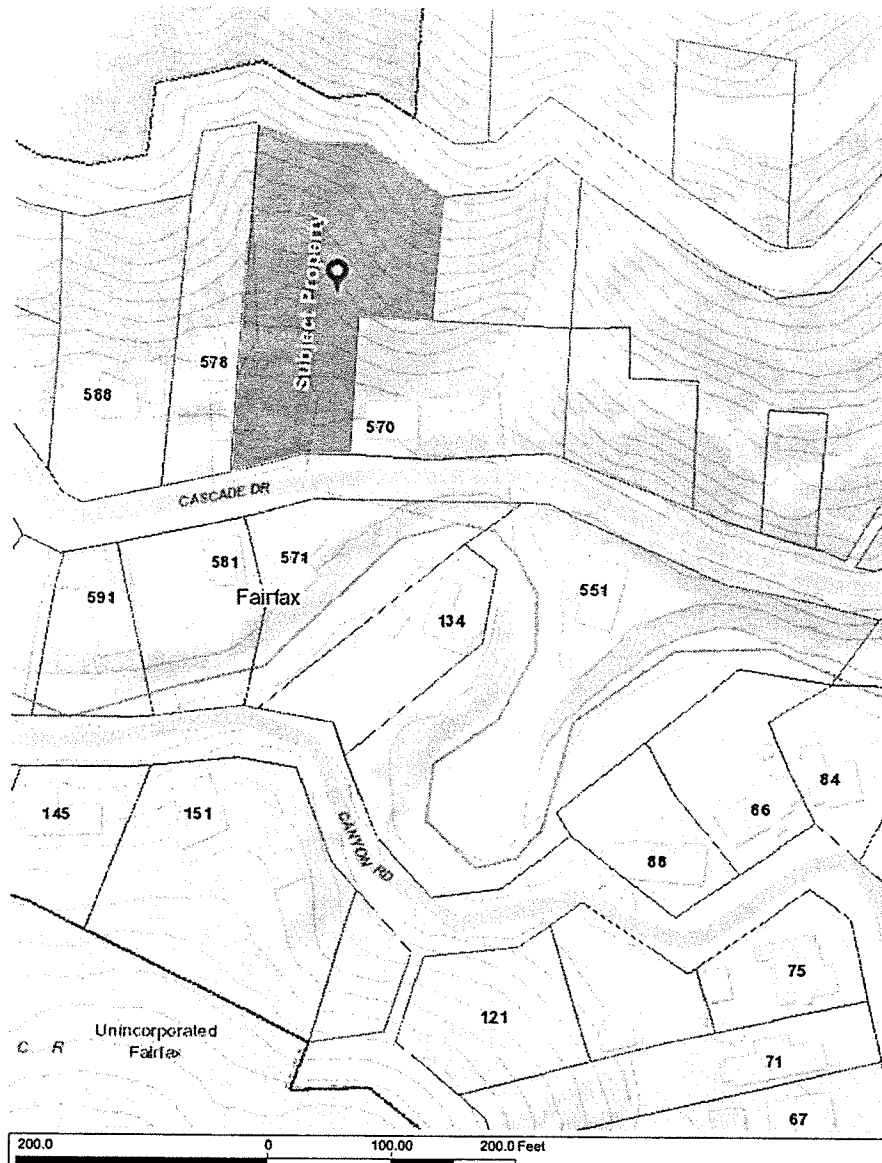 Subject Property
578
588
570
CASCADE DR
581
571
591
Fairfax
134
551
145
151
CANYON RD
84
86
88
75
121
Unincorporated
Fairfax
C R
71
67
200.0 0 100.00 200.0 Feet